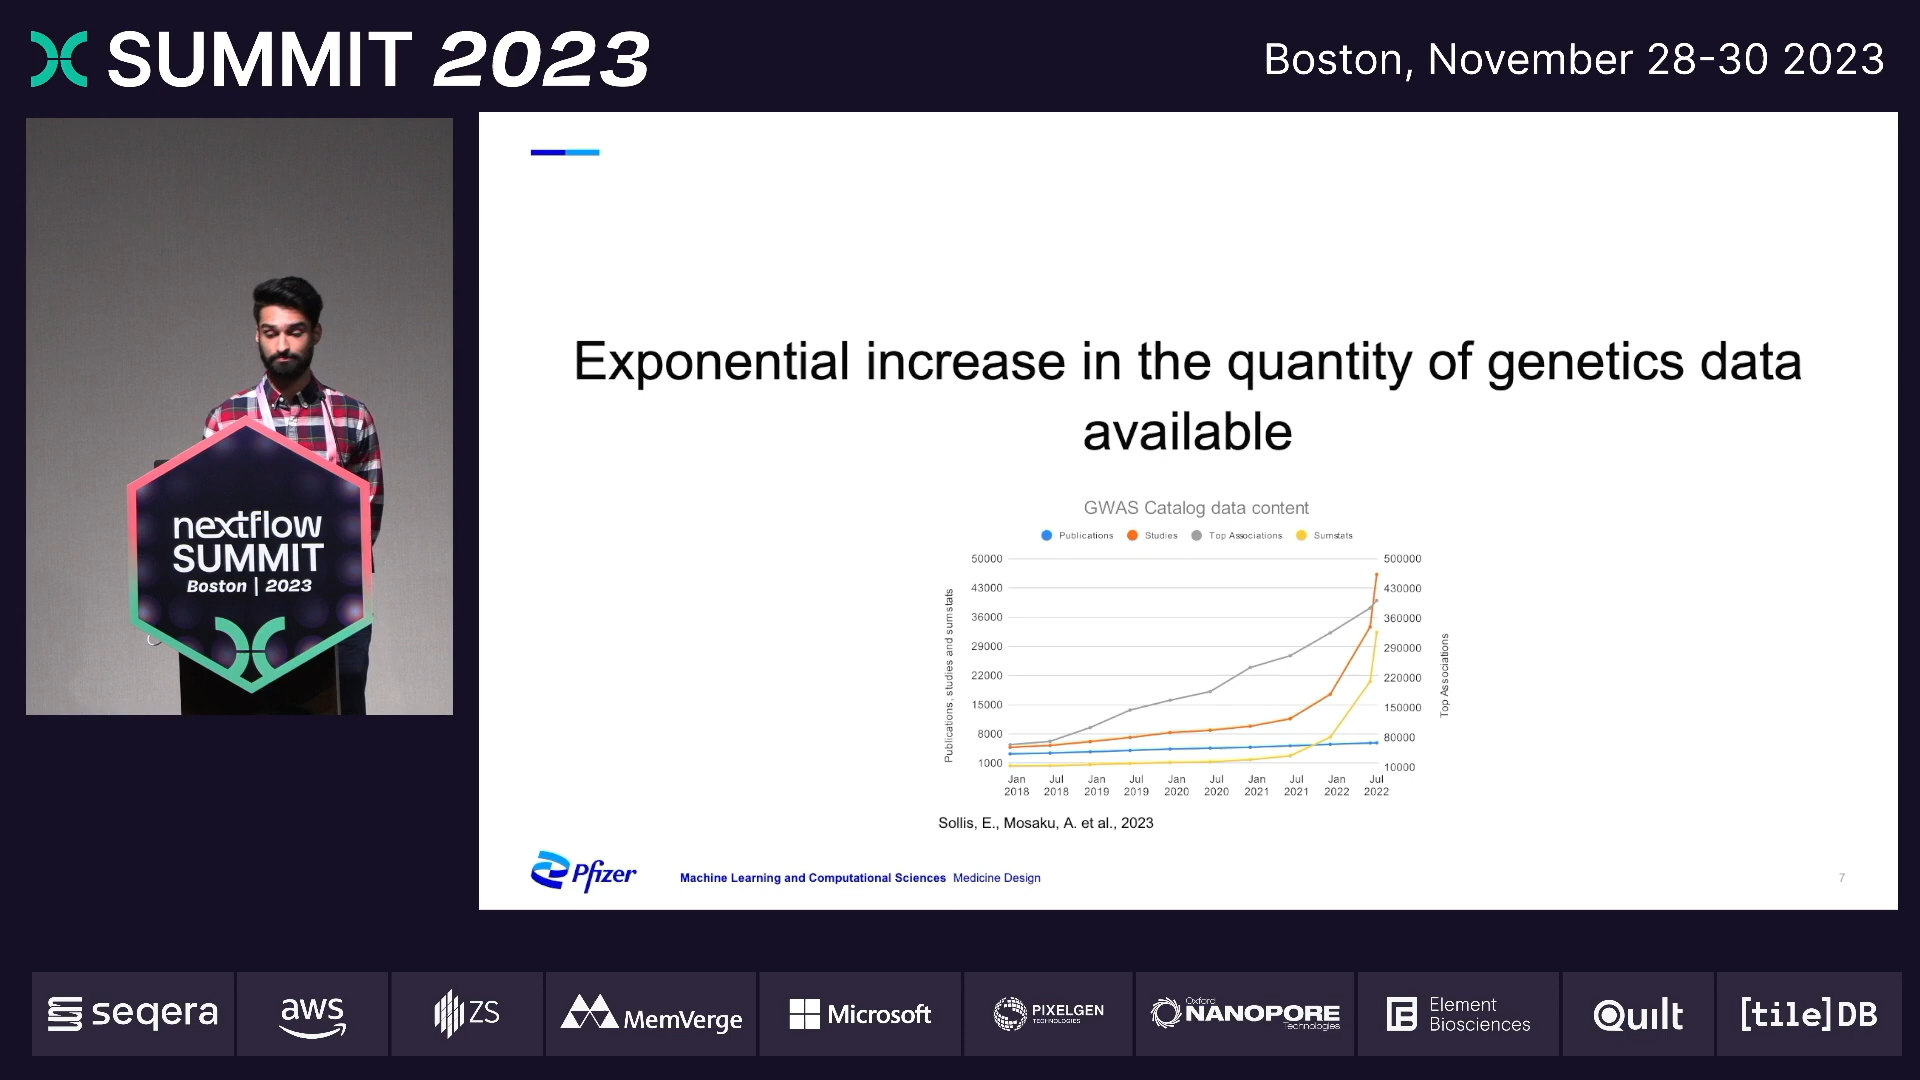 SUMMIT 2023
Boston, November 28-30 2023
nextflow
SUMMIT
Boston | 2023
Exponential increase in the quantity of genetics data
available
GWAS Catalog data content
Publications Studies Top Associations Sumstats
Publications, studies and sumstats
50000
43000
36000
29000
22000
15000
8000
1000
500000
430000
360000
290000
220000
150000
80000
10000
Top Associations
Jan Jul Jan Jul Jan Jul Jan Jul Jan Jul
2018 2018 2019 2019 2020 2020 2021 2021 2022 2022
Sollis, E., Mosaku, A. et al., 2023
Pfizer
Machine Learning and Computational Sciences Medicine Design
7
seqera
aws
ZS
MemVerge
Microsoft
PIXELGEN
TECHNOLOGIES
Oxford
NANOPORE
Technologies
Element
Biosciences
Quilt
[tile]DB